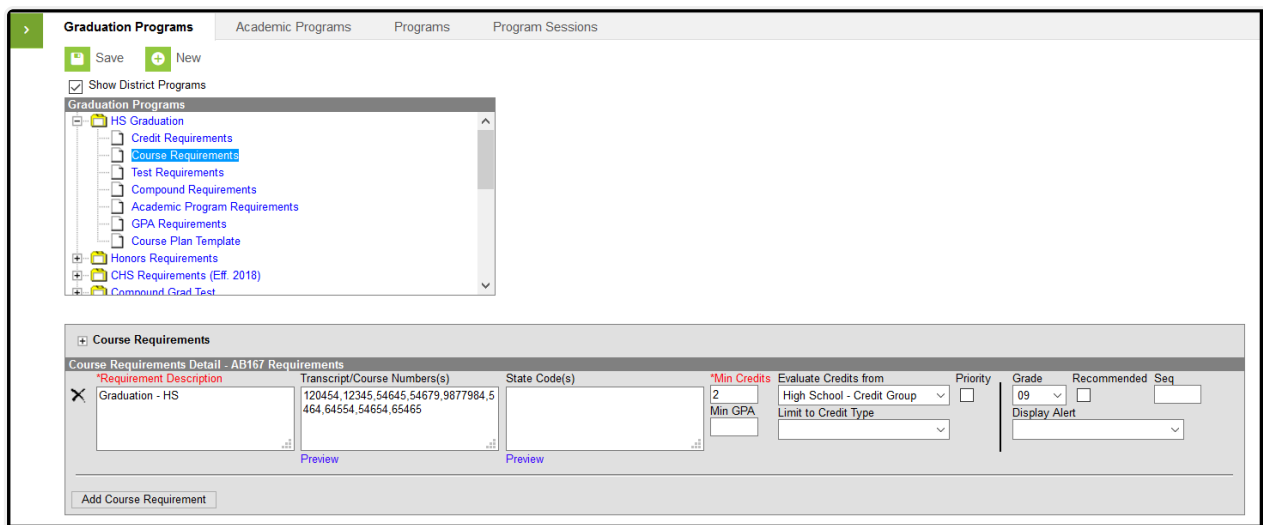 Graduation Programs Academic Programs Programs Program Sessions
Save New
Show District Programs
Graduation Programs
HS Graduation
Credit Requirements
Course Requirements
Test Requirements
Compound Requirements
Academic Program Requirements
GPA Requirements
Course Plan Template
Honors Requirements
CHS Requirements (Eff. 2018)
Compound Grad Test
Course Requirements
Course Requirements Detail - AB167 Requirements
*Requirement Description Transcript/Course Numbers(s) State Code(s) *Min Credits Evaluate Credits from Priority Grade Recommended Seq
Graduation - HS 120454,12345,54645,54679,9877984,5 2 High School - Credit Group 09
464,64554,54654,65465 Min GPA Limit to Credit Type Display Alert
Preview Preview
Add Course Requirement